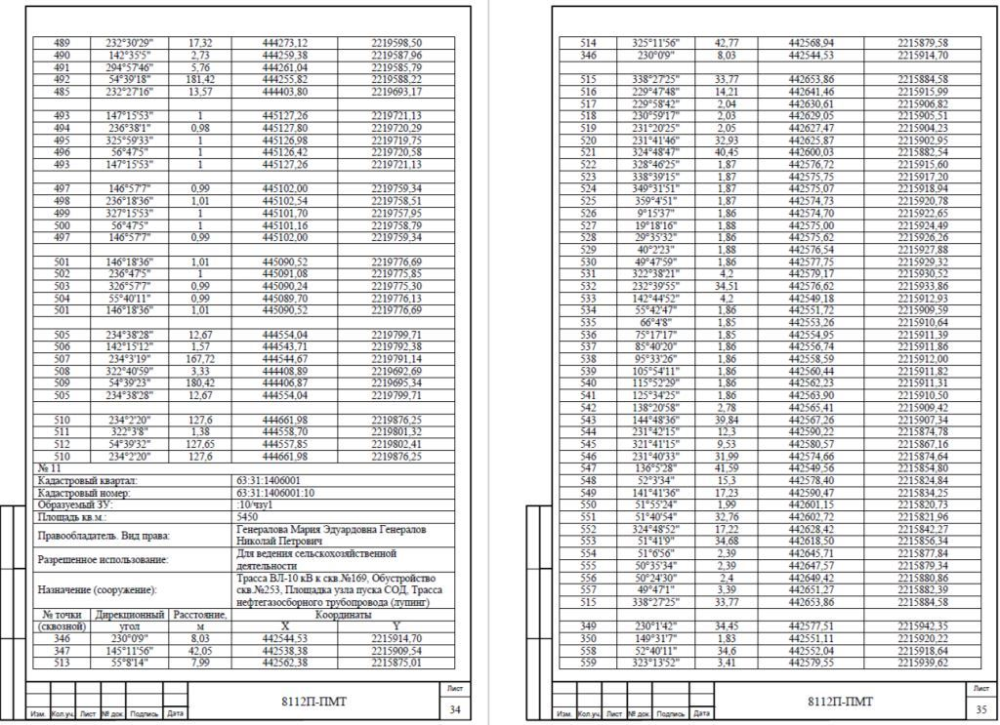 489 232°30'29" 17,32 444273,12 2219598,50
490 142°35'5" 2,73 444259,38 2219587,96
491 294°57'46" 5,76 444261,04 2219585,79
492 54°39'18" 181,42 444255,82 2219588,22
485 232°27'16" 13,57 444403,80 2219693,17
493 147°15'53" 1 445127,26 2219721,13
494 236°38'1" 0,98 445127,80 2219720,29
495 325°59'33" 1 445126,98 2219719,75
496 56°47'5" 1 445126,42 2219720,58
493 147°15'53" 1 445127,26 2219721,13
497 146°57'7" 0,99 445102,00 2219759,34
498 236°18'36" 1,01 445102,54 2219758,51
499 327°15'53" 1 445101,70 2219757,95
500 56°47'5" 1 445101,16 2219758,79
497 146°57'7" 0,99 445102,00 2219759,34
501 146°18'36" 1,01 445090,52 2219776,69
502 236°47'5" 1 445091,08 2219775,85
503 326°57'7" 0,99 445090,24 2219775,30
504 55°40'11" 0,99 445089,70 2219776,13
501 146°18'36" 1,01 445090,52 2219776,69
505 234°38'28" 12,67 444554,04 2219799,71
506 142°15'12" 1,57 444543,71 2219792,38
507 234°3'19" 167,72 444544,67 2219791,14
508 322°40'59" 3,33 444408,89 2219692,69
509 54°39'23" 180,42 444406,87 2219695,34
505 234°38'28" 12,67 444554,04 2219799,71
510 234°2'20" 127,6 444661,98 2219876,25
511 322°3'8" 1,38 444558,70 2219801,32
512 54°39'32" 127,65 444557,85 2219802,41
510 234°2'20" 127,6 444661,98 2219876,25
№ 11
Кадастровый квартал: 63:31:1406001
Кадастровый номер: 63:31:1406001:10
Образуемый ЗУ: :10/чзу1
Площадь кв.м.: 5450
Правообладатель. Вид права: Генералова Мария Эдуардовна Генералов
Николай Петрович
Разрешенное использование: Для ведения сельскохозяйственной
деятельности
Назначение (сооружение): Трасса ВЛ-10 кВ к скв.№169, Обустройство
скв.№253, Площадка узла пуска СОД, Трасса
нефтегазосборного трубопровода (лупинг)
№ точки Дирекционный Расстояние, Координаты
(сквозной) угол м X Y
346 230°0'9" 8,03 442544,53 2215914,70
347 145°11'56" 42,05 442538,38 2215909,54
513 55°8'14" 7,99 442562,38 2215875,01
Изм. Кол.уч. Лист № док. Подпись Дата
8112П-ПМТ
Лист
34
514 325°11'56" 42,77 442568,94 2215879,58
346 230°0'9" 8,03 442544,53 2215914,70
515 338°27'25" 33,77 442653,86 2215884,58
516 229°47'48" 14,21 442641,46 2215915,99
517 229°58'42" 2,04 442630,61 2215906,82
518 230°59'17" 2,03 442629,05 2215905,51
519 231°20'25" 2,05 442627,47 2215904,23
520 231°41'46" 32,93 442625,87 2215902,95
521 324°48'47" 40,45 442600,03 2215882,54
522 328°46'25" 1,87 442576,72 2215915,60
523 338°39'15" 1,87 442575,75 2215917,20
524 349°31'51" 1,87 442575,07 2215918,94
525 359°4'51" 1,87 442574,73 2215920,78
526 9°15'37" 1,86 442574,70 2215922,65
527 19°18'16" 1,88 442575,00 2215924,49
528 29°35'32" 1,86 442575,62 2215926,26
529 40°2'23" 1,88 442576,54 2215927,88
530 49°47'59" 1,86 442577,75 2215929,32
531 322°38'21" 4,2 442579,17 2215930,52
532 232°39'55" 34,51 442576,62 2215933,86
533 142°44'52" 4,2 442549,18 2215912,93
534 55°42'47" 1,86 442551,72 2215909,59
535 66°4'8" 1,85 442553,26 2215910,64
536 75°17'17" 1,85 442554,95 2215911,39
537 85°40'20" 1,86 442556,74 2215911,86
538 95°33'26" 1,86 442558,59 2215912,00
539 105°54'11" 1,86 442560,44 2215911,82
540 115°52'29" 1,86 442562,23 2215911,31
541 125°34'25" 1,86 442563,90 2215910,50
542 138°20'58" 2,78 442565,41 2215909,42
543 144°48'36" 39,84 442567,26 2215907,34
544 231°42'15" 12,3 442590,22 2215874,78
545 321°41'15" 9,53 442580,57 2215867,16
546 231°40'33" 31,99 442574,66 2215874,64
547 136°5'28" 41,59 442549,56 2215854,80
548 52°3'34" 15,3 442578,40 2215824,84
549 141°41'36" 17,23 442590,47 2215834,25
550 51°55'24" 1,99 442601,15 2215820,73
551 51°40'54" 32,76 442602,72 2215821,96
552 324°48'52" 17,22 442628,42 2215842,27
553 51°41'9" 34,68 442618,50 2215856,34
554 51°6'56" 2,39 442645,71 2215877,84
555 50°35'34" 2,39 442647,57 2215879,34
556 50°24'30" 2,4 442649,42 2215880,86
557 49°47'1" 3,39 442651,27 2215882,39
515 338°27'25" 33,77 442653,86 2215884,58
349 230°1'42" 34,45 442577,51 2215942,35
350 149°31'7" 1,83 442551,11 2215920,22
558 52°40'11" 34,6 442552,04 2215918,64
559 323°13'52" 3,41 442579,55 2215939,62
Изм. Кол.уч. Лист № док. Подпись Дата
8112П-ПМТ
Лист
35